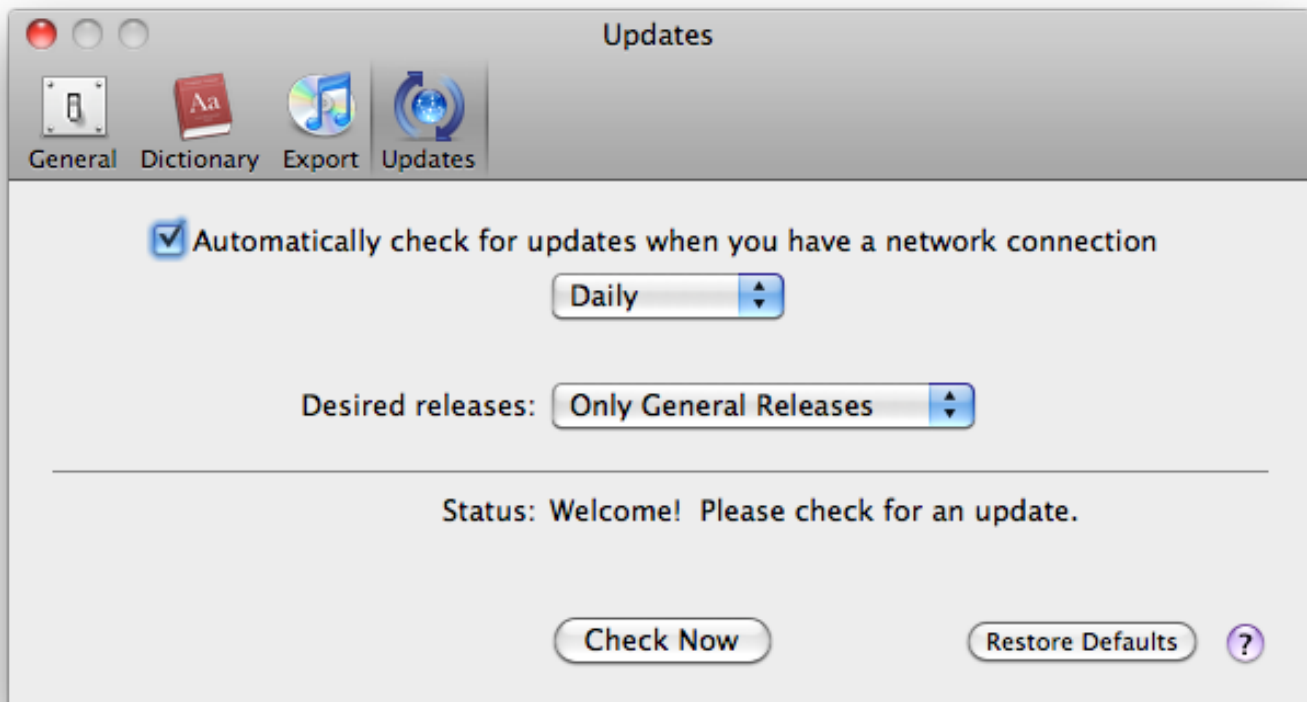 Updates
Aa
General Dictionary Export Updates
Automatically check for updates when you have a network connection
Daily
Desired releases: Only General Releases
Status: Welcome!  Please check for an update.
Check Now Restore Defaults ?